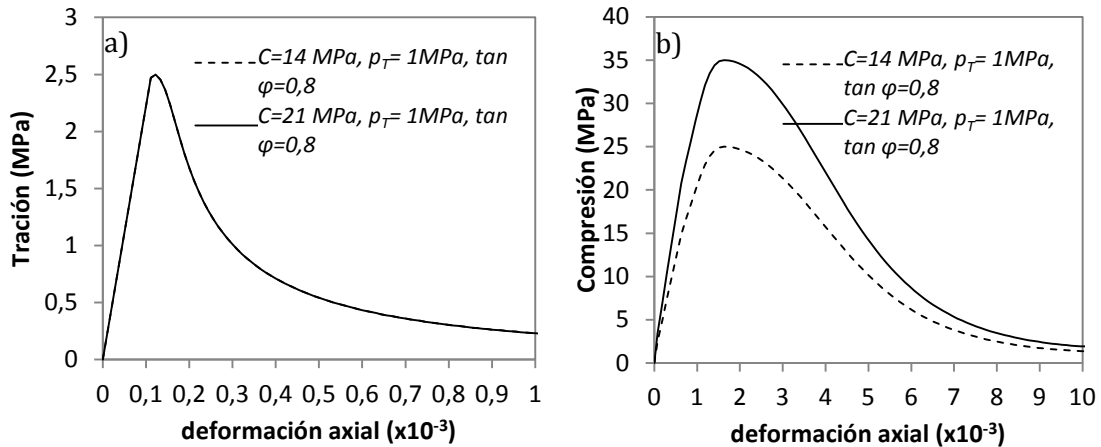 a)
Tración (MPa)
3
2,5
2
1,5
1
0,5
0
C=14 MPa, pT= 1MPa, tan
φ=0,8
C=21 MPa, pT= 1MPa, tan
φ=0,8
0 0,1 0,2 0,3 0,4 0,5 0,6 0,7 0,8 0,9 1
deformación axial (x10-3)
b)
Compresión (MPa)
40
35
30
25
20
15
10
5
0
C=14 MPa, pT= 1MPa,
tan φ=0,8
C=21 MPa, pT= 1MPa,
tan φ=0,8
0 1 2 3 4 5 6 7 8 9 10
deformación axial (x10-3)